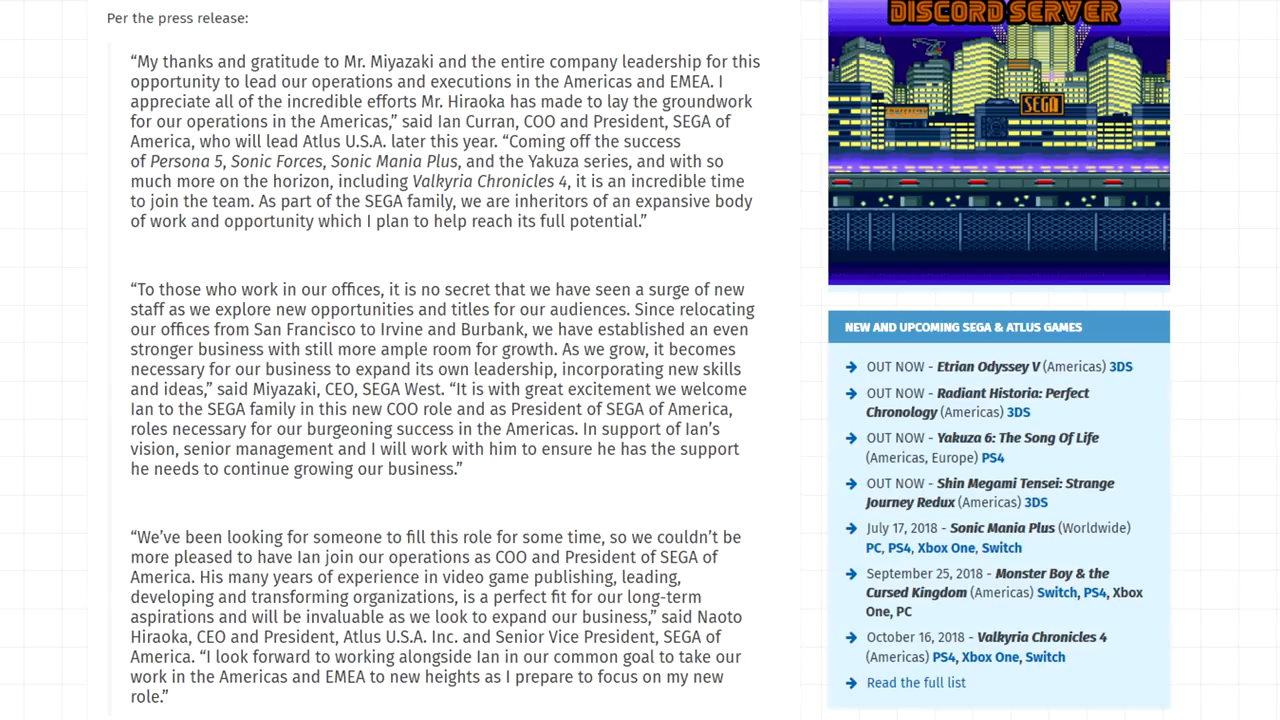 Per the press release:
“My thanks and gratitude to Mr. Miyazaki and the entire company leadership for this
opportunity to lead our operations and executions in the Americas and EMEA. I
appreciate all of the incredible efforts Mr. Hiraoka has made to lay the groundwork
for our operations in the Americas,” said Ian Curran, COO and President, SEGA of
America, who will lead Atlus U.S.A. later this year. “Coming off the success
of Persona 5, Sonic Forces, Sonic Mania Plus, and the Yakuza series, and with so
much more on the horizon, including Valkyria Chronicles 4, it is an incredible time
to join the team. As part of the SEGA family, we are inheritors of an expansive body
of work and opportunity which I plan to help reach its full potential.”
“To those who work in our offices, it is no secret that we have seen a surge of new
staff as we explore new opportunities and titles for our audiences. Since relocating
our offices from San Francisco to Irvine and Burbank, we have established an even
stronger business with still more ample room for growth. As we grow, it becomes
necessary for our business to expand its own leadership, incorporating new skills
and ideas,” said Miyazaki, CEO, SEGA West. “It is with great excitement we welcome
Ian to the SEGA family in this new COO role and as President of SEGA of America,
roles necessary for our burgeoning success in the Americas. In support of Ian’s
vision, senior management and I will work with him to ensure he has the support
he needs to continue growing our business.”
“We’ve been looking for someone to fill this role for some time, so we couldn’t be
more pleased to have Ian join our operations as COO and President of SEGA of
America. His many years of experience in video game publishing, leading,
developing and transforming organizations, is a perfect fit for our long-term
aspirations and will be invaluable as we look to expand our business,” said Naoto
Hiraoka, CEO and President, Atlus U.S.A. Inc. and Senior Vice President, SEGA of
America. “I look forward to working alongside Ian in our common goal to take our
work in the Americas and EMEA to new heights as I prepare to focus on my new
role.”
DISCORD SERVER
SEGA
NEW AND UPCOMING SEGA & ATLUS GAMES
OUT NOW - Etrian Odyssey V (Americas) 3DS
OUT NOW - Radiant Historia: Perfect
Chronology (Americas) 3DS
OUT NOW - Yakuza 6: The Song Of Life
(Americas, Europe) PS4
OUT NOW - Shin Megami Tensei: Strange
Journey Redux (Americas) 3DS
July 17, 2018 - Sonic Mania Plus (Worldwide)
PC, PS4, Xbox One, Switch
September 25, 2018 - Monster Boy & the
Cursed Kingdom (Americas) Switch, PS4, Xbox
One, PC
October 16, 2018 - Valkyria Chronicles 4
(Americas) PS4, Xbox One, Switch
Read the full list